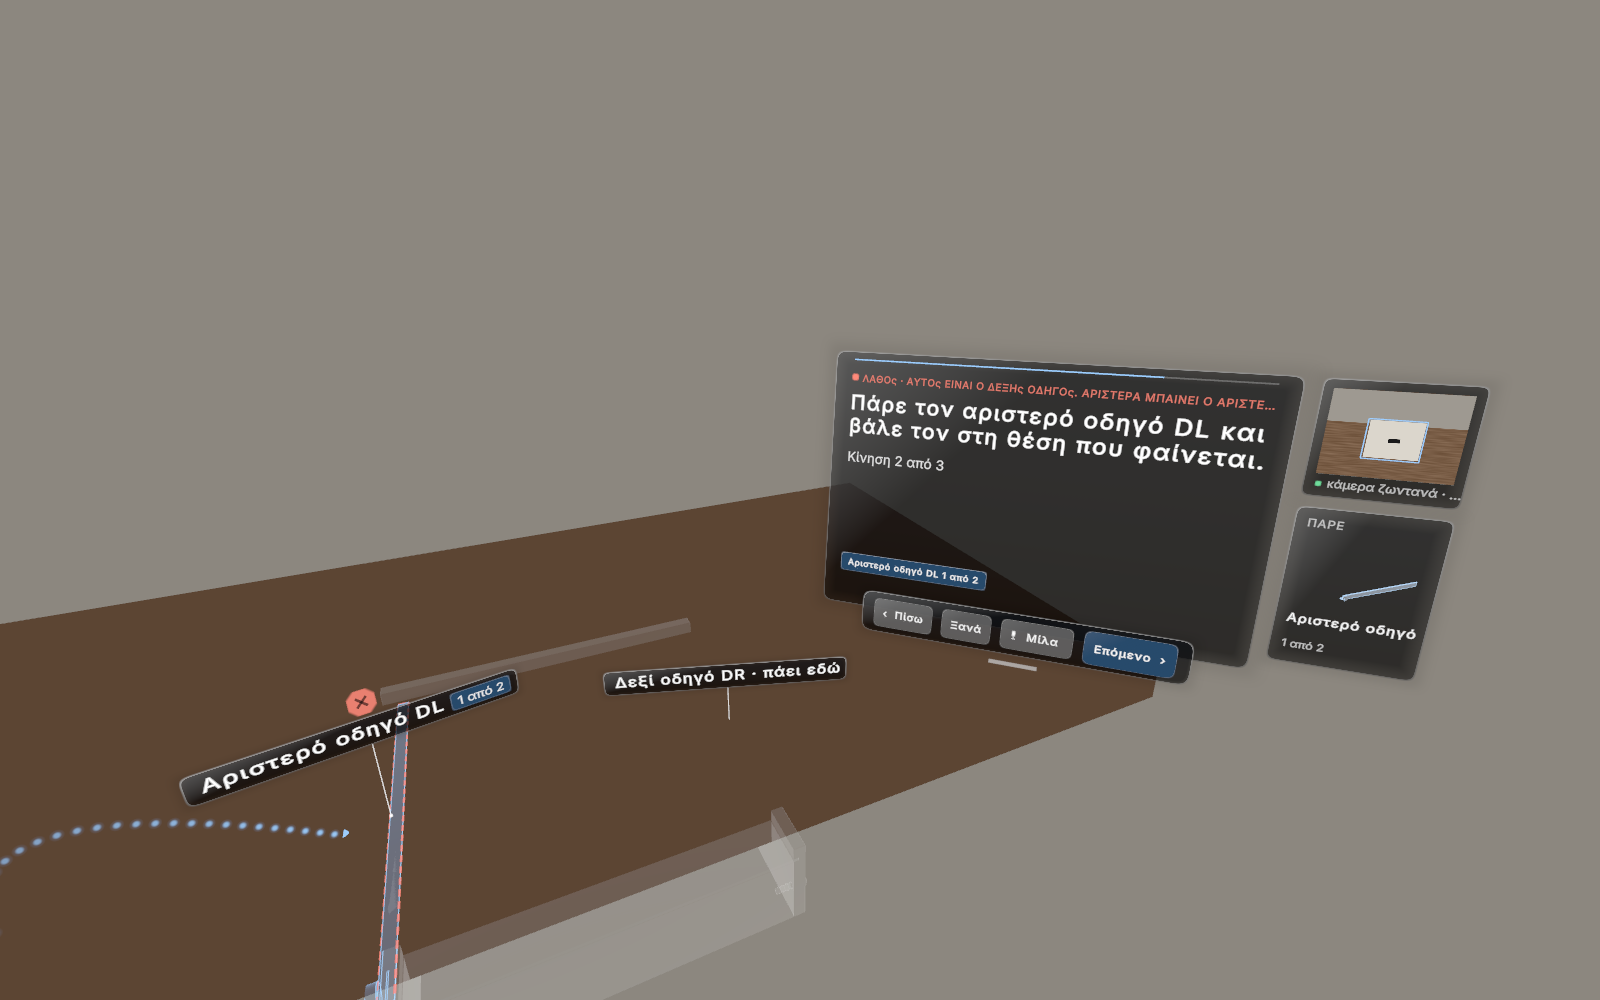 ΛΑΘΟς · ΑΥΤΟς ΕΙΝΑΙ Ο ΔΕΞΗς ΟΔΗΓΟς. ΑΡΙΣΤΕΡΑ ΜΠΑΙΝΕΙ Ο ΑΡΙΣΤΕ...
Πάρε τον αριστερό οδηγό DL και
βάλε τον στη θέση που φαίνεται.
Κίνηση 2 από 3
Αριστερό οδηγό DL 1 από 2
‹ Πίσω
Ξανά
Μίλα
Επόμενο ›
κάμερα ζωντανά · ...
ΠΑΡΕ
Αριστερό οδηγό
1 από 2
Δεξί οδηγό DR · πάει εδώ
Αριστερό οδηγό DL 1 από 2